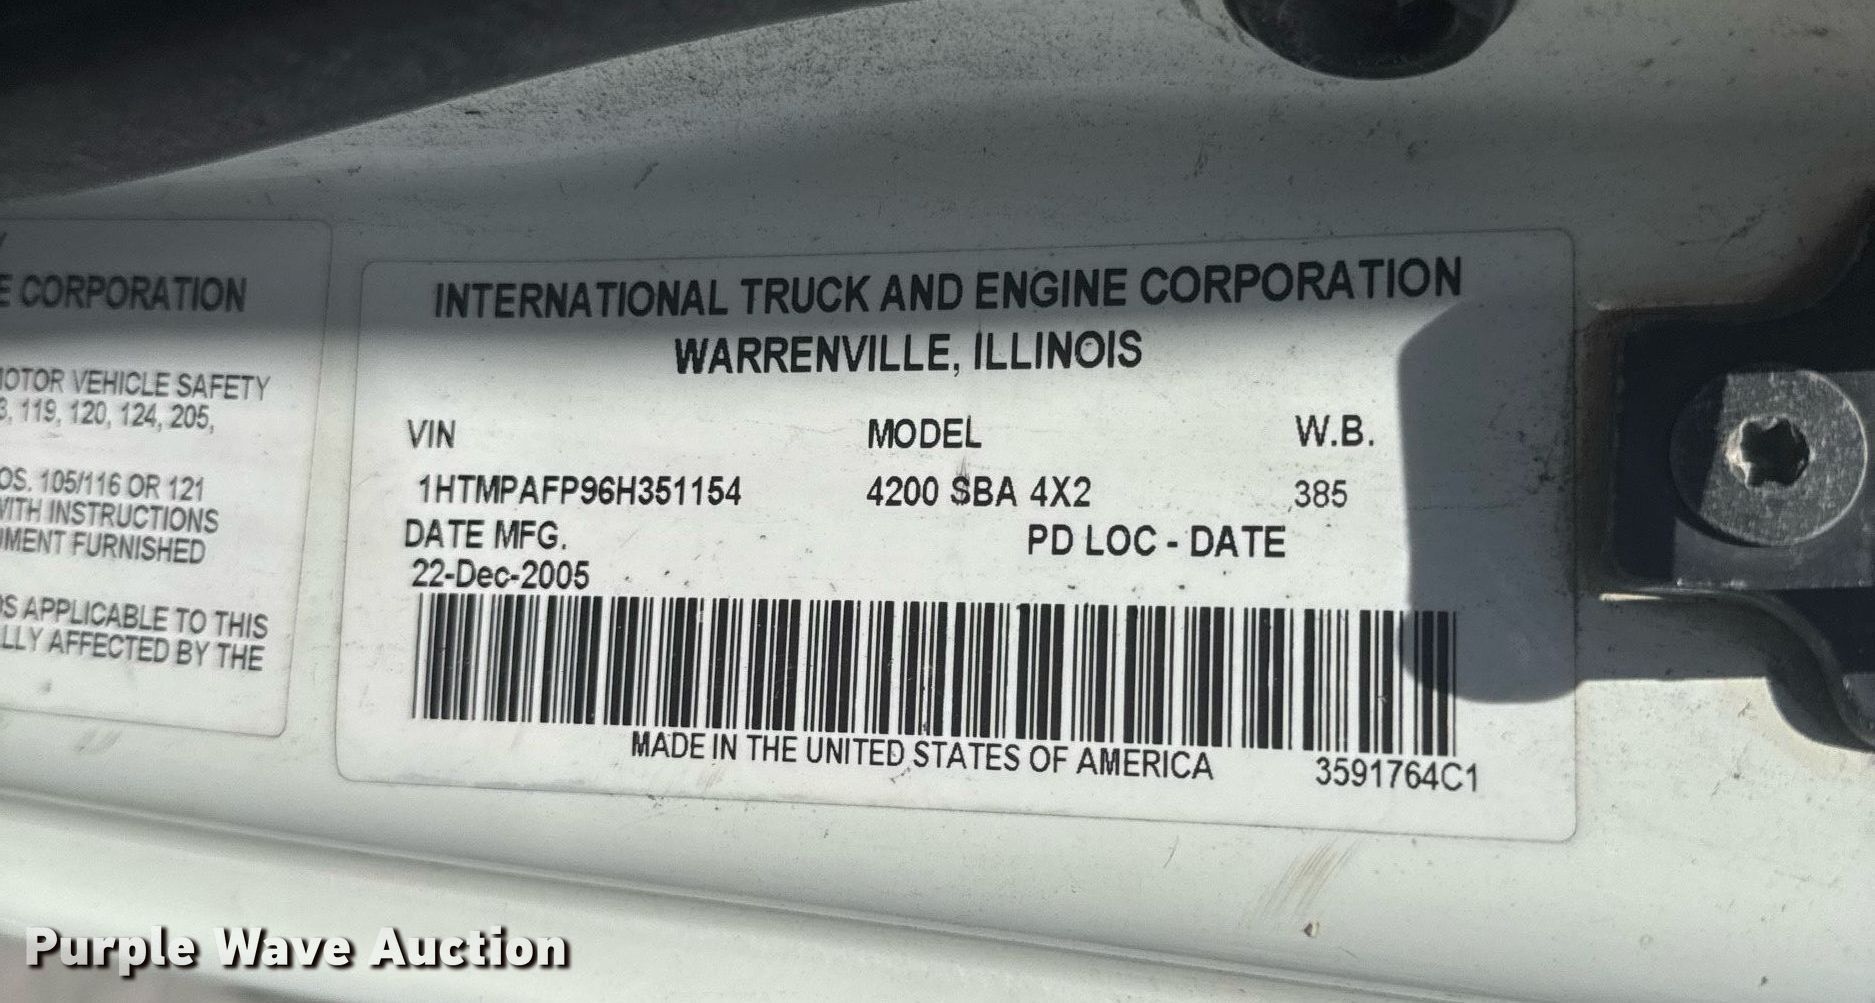 E CORPORATION
MOTOR VEHICLE SAFETY
3, 119, 120, 124, 205,
OS. 105/116 OR 121
WITH INSTRUCTIONS
MENT FURNISHED
S APPLICABLE TO THIS
LLY AFFECTED BY THE
INTERNATIONAL TRUCK AND ENGINE CORPORATION
WARRENVILLE, ILLINOIS
VIN MODEL W.B.
1HTMPAFP96H351154 4200 SBA 4X2 385
DATE MFG. PD LOC - DATE
22-Dec-2005
MADE IN THE UNITED STATES OF AMERICA 3591764C1
Purple Wave Auction